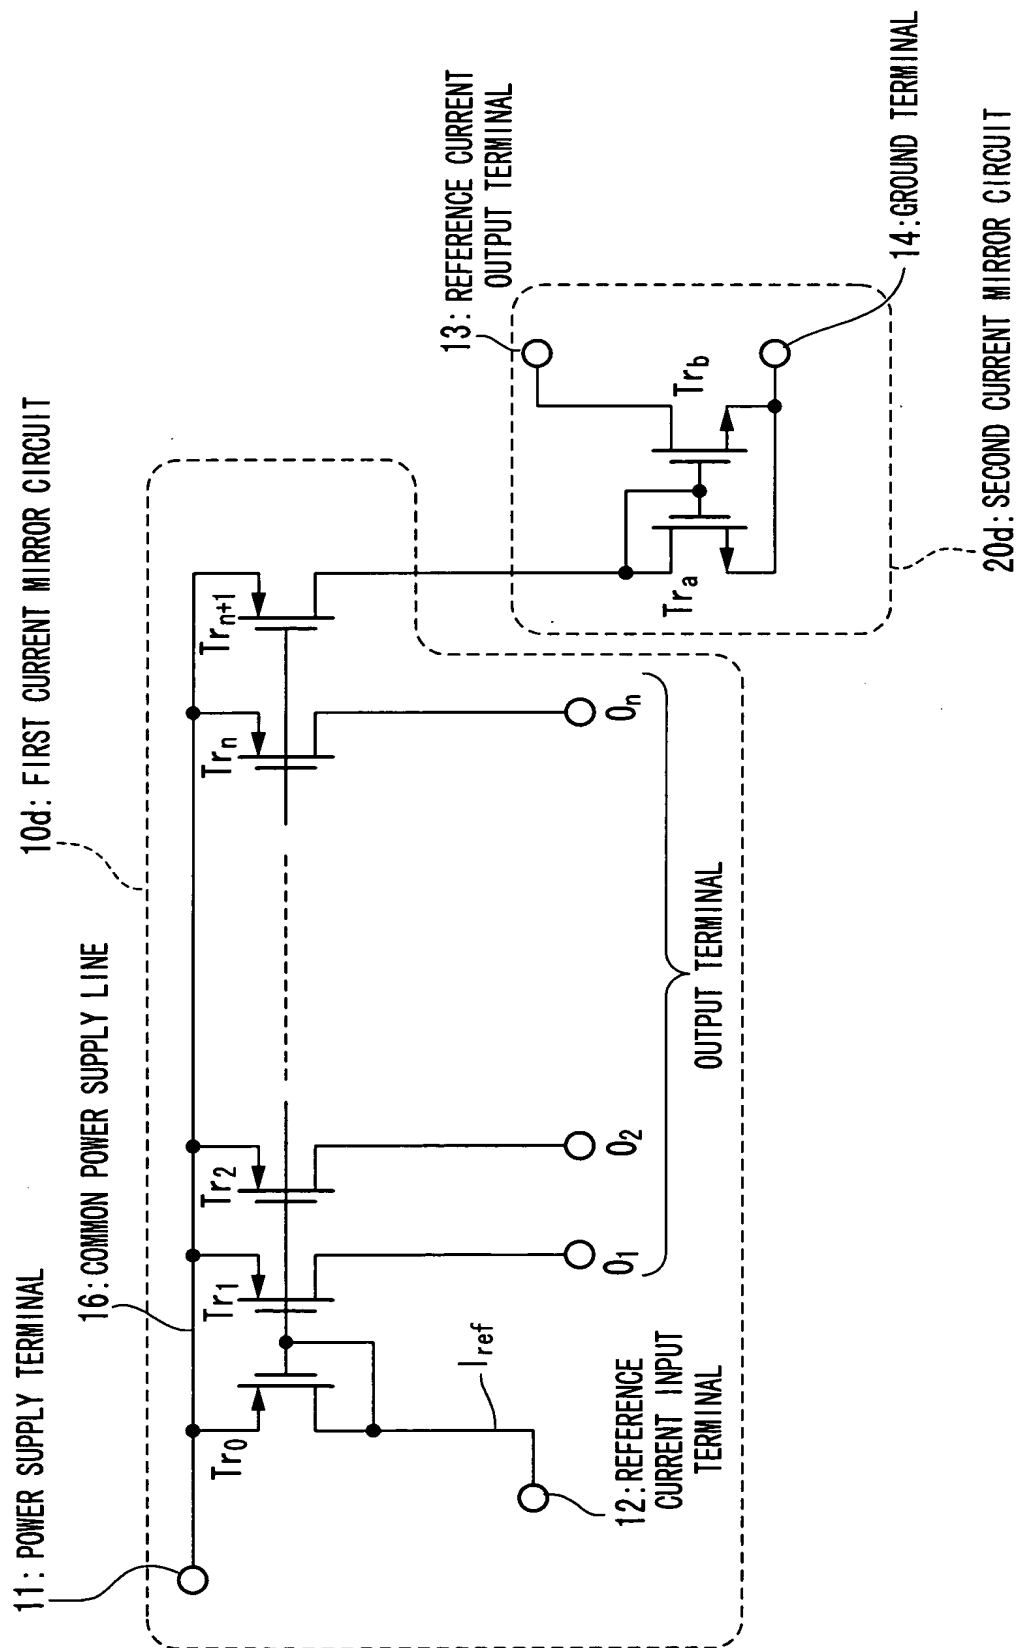 11:POWER SUPPLY TERMINAL
16:COMMON POWER SUPPLY LINE
10d:FIRST CURRENT MIRROR CIRCUIT
Tr0
Tr1
Tr2
Trn
Trn+1
13:REFERENCE CURRENT
OUTPUT TERMINAL
Tra
Trb
Iref
12:REFERENCE
CURRENT INPUT
TERMINAL
O1
O2
On
OUTPUT TERMINAL
14:GROUND TERMINAL
20d:SECOND CURRENT MIRROR CIRCUIT